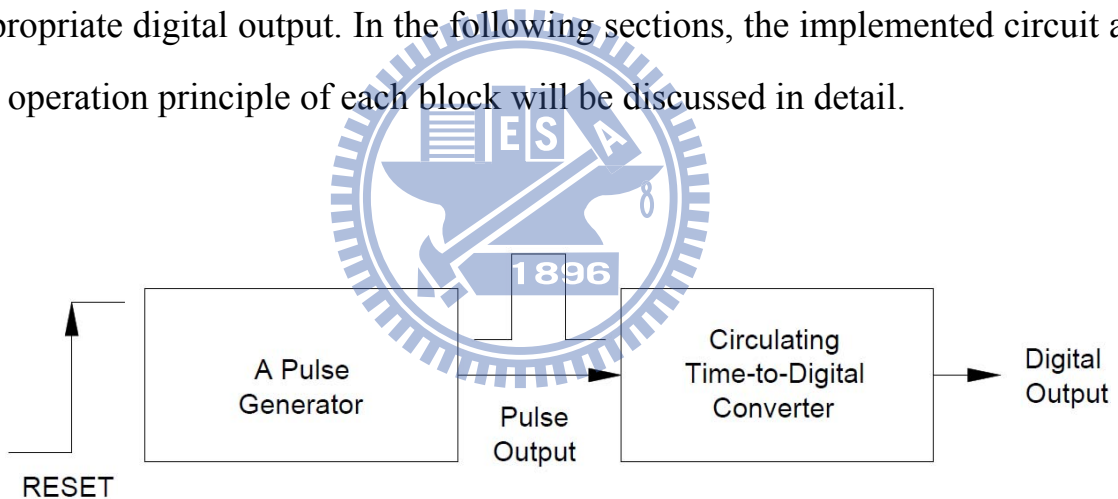 propriate digital output. In the following sections, the implemented circuit a
operation principle of each block will be discussed in detail.
E S A
8
1896
A Pulse
Generator
Pulse
Output
Circulating
Time-to-Digital
Converter
Digital
Output
RESET